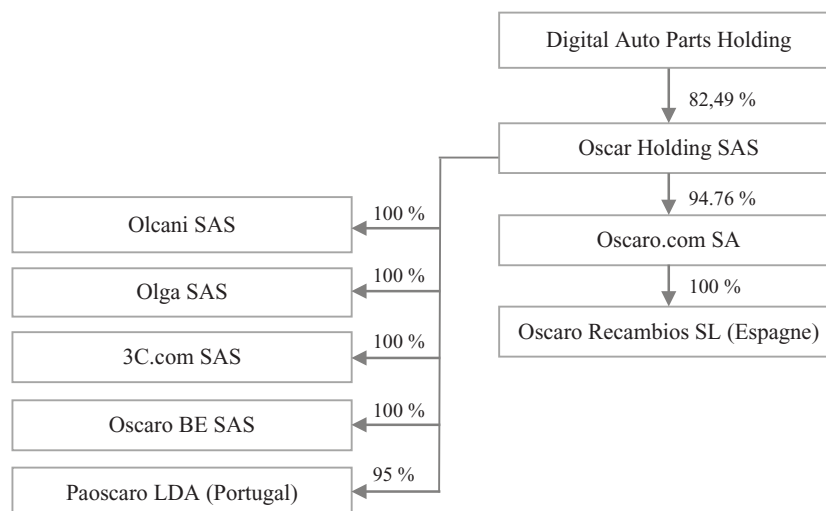 Digital Auto Parts Holding
82,49 %
Oscar Holding SAS
94.76 %
Oscaro.com SA
100 %
Oscaro Recambios SL (Espagne)
100 %
Olcani SAS
100 %
Olga SAS
100 %
3C.com SAS
100 %
Oscaro BE SAS
95 %
Paoscaro LDA (Portugal)